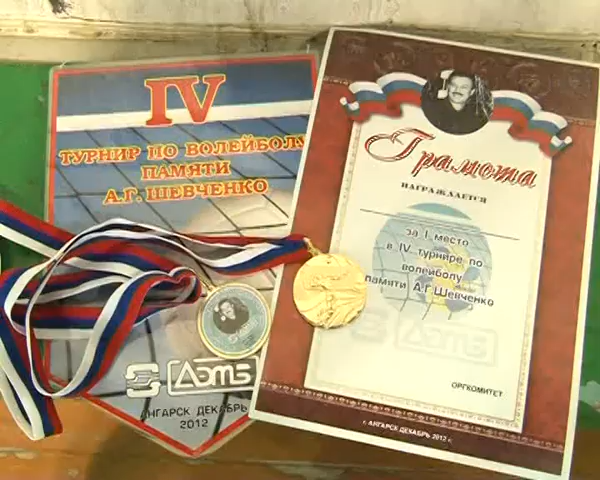 IV
ТУРНИР ПО ВОЛЕЙБОЛУ
ПАМЯТИ
А.Г. ШЕВЧЕНКО
АНГАРСК ДЕКАБРЬ
2012
Грамота
НАГРАЖДАЕТСЯ
за I место
в IV турнире по
волейболу
памяти А.Г.Шевченко
ОРГКОМИТЕТ
г. АНГАРСК ДЕКАБРЬ 2012 г.